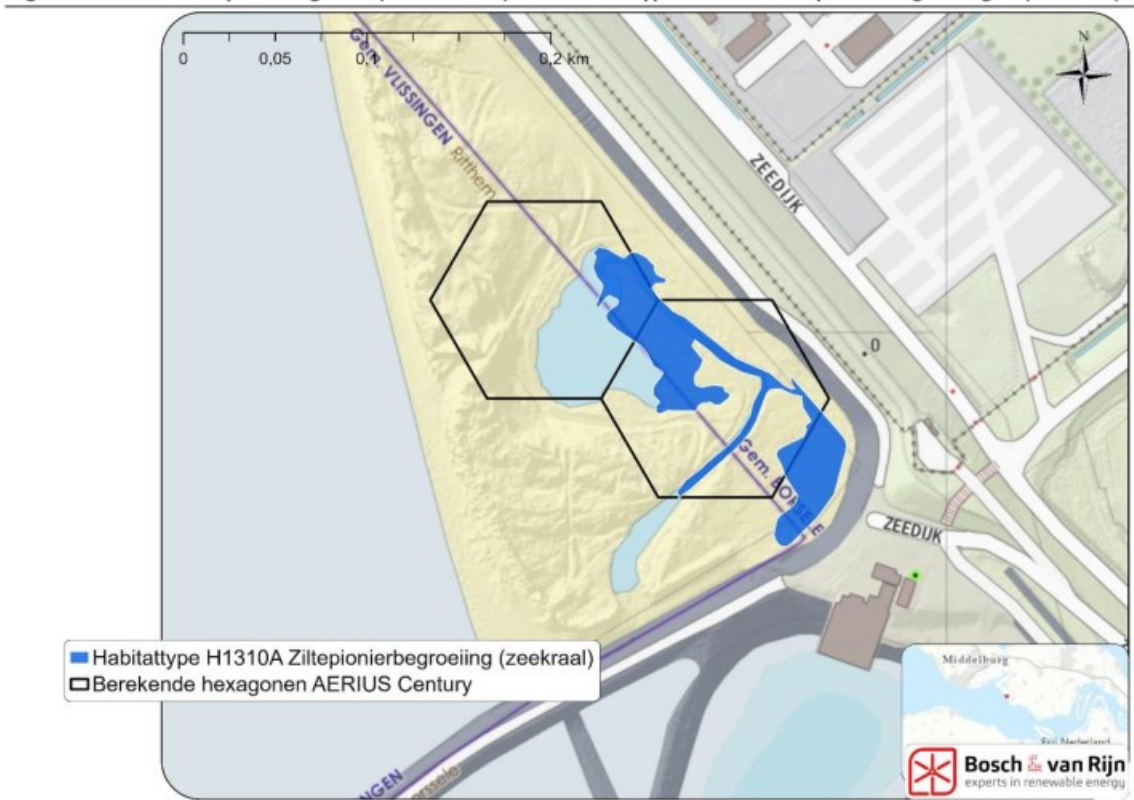 0
0,05
0,1
0,2 km
N
Gem. VLISSINGEN
Ritthem
ZEEDIJK
0
Gem. BORSELE
ZEEDIJK
Habitattype H1310A Ziltepionierbegroeiing (zeekraal)
Berekende hexagonen AERIUS Century
Middelburg
Bosch & van Rijn
experts in renewable energy